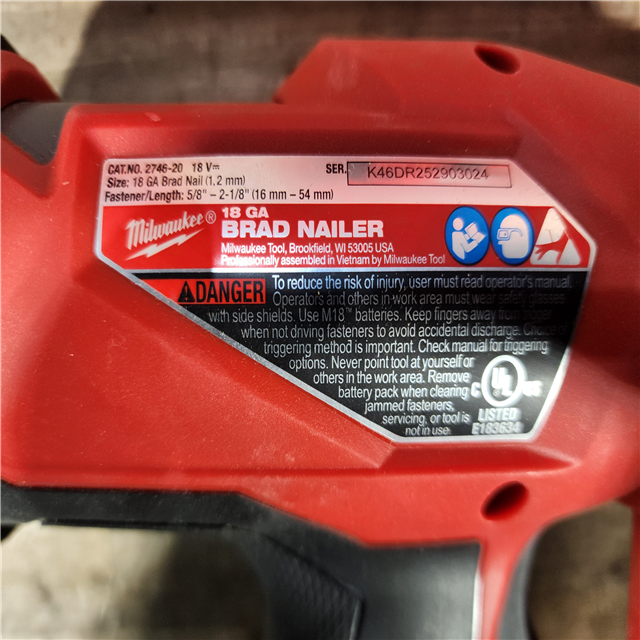 CAT.NO. 2746-20 18 V
SER. K46DR252903024
Size: 18 GA Brad Nail (1.2 mm)
Fastener/Length: 5/8" – 2-1/8" (16 mm – 54 mm)
Milwaukee®
18 GA
BRAD NAILER
Milwaukee Tool, Brookfield, WI 53005 USA
Professionally assembled in Vietnam by Milwaukee Tool
DANGER To reduce the risk of injury, user must read operator's manual.
Operators and others in work area must wear safety glasses
with side shields. Use M18™ batteries. Keep fingers away from trigger
when not driving fasteners to avoid accidental discharge. Choice of
triggering method is important. Check manual for triggering
options. Never point tool at yourself or
others in the work area. Remove
battery pack when clearing
jammed fasteners,
servicing, or tool is
not in use.
C UL US
LISTED
E183634